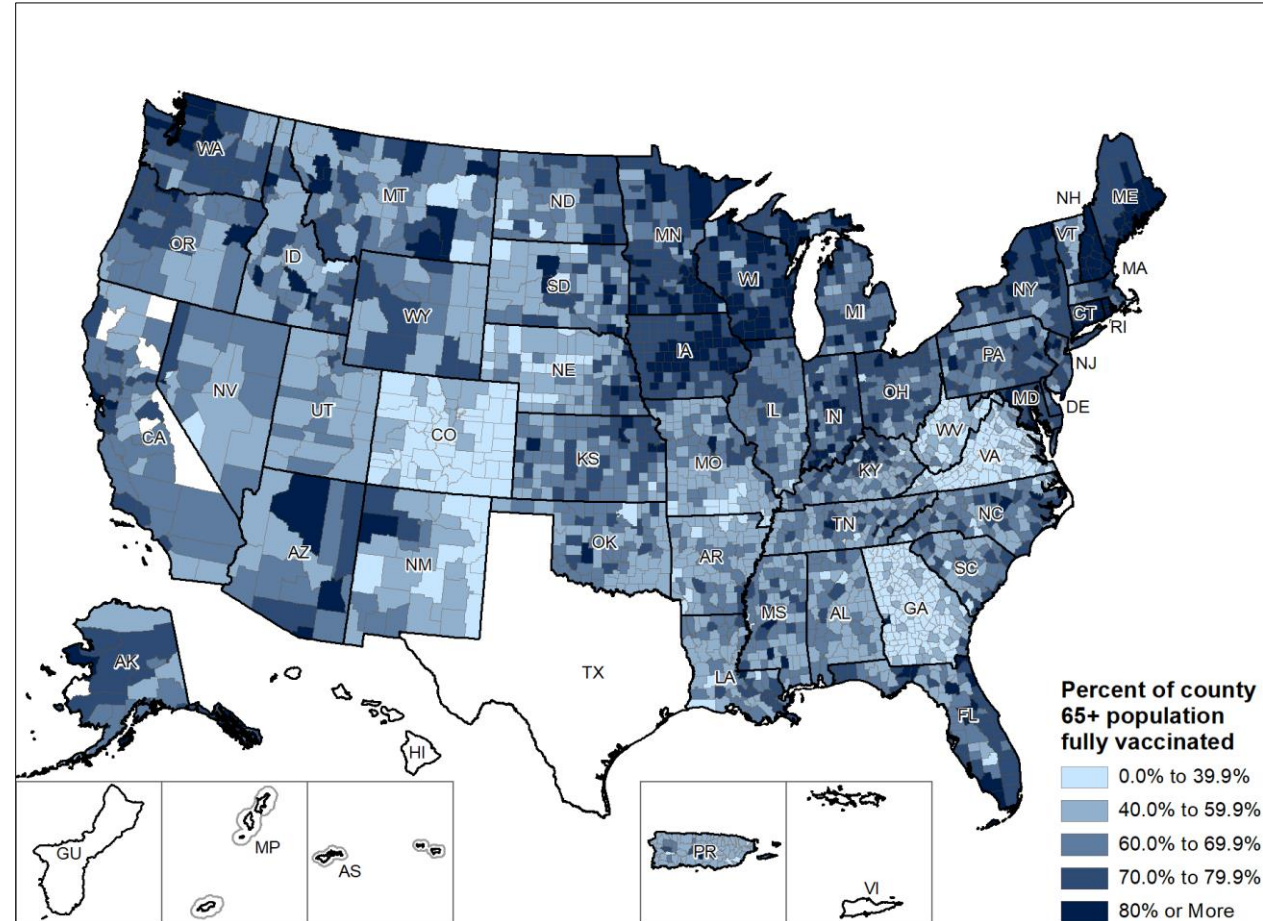 WA
MT
ND
MN
ME
NH
VT
OR
ID
SD
WI
MI
NY
MA
WY
CT
RI
IA
PA
NE
NJ
NV
UT
IL
IN
OH
MD
DE
CO
WV
CA
KS
MO
VA
KY
NC
TN
AZ
NM
OK
AR
SC
MS
AL
GA
AK
TX
LA
FL
HI
Percent of county
65+ population
fully vaccinated
0.0% to 39.9%
40.0% to 59.9%
60.0% to 69.9%
70.0% to 79.9%
80% or More
GU
MP
AS
PR
VI